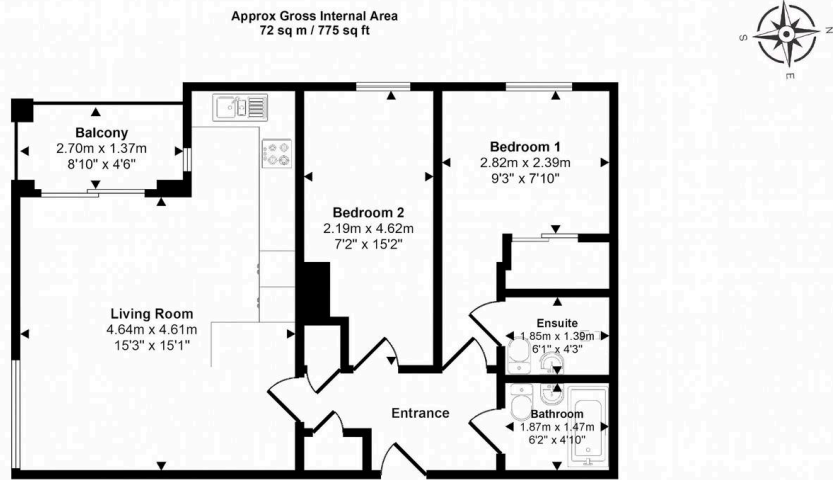 Approx Gross Internal Area
72 sq m / 775 sq ft
S
N
E
Balcony
2.70m x 1.37m
8'10" x 4'6"
Bedroom 1
2.82m x 2.39m
9'3" x 7'10"
Bedroom 2
2.19m x 4.62m
7'2" x 15'2"
Living Room
4.64m x 4.61m
15'3" x 15'1"
Ensuite
1.85m x 1.39m
6'1" x 4'3"
Entrance
Bathroom
1.87m x 1.47m
6'2" x 4'10"